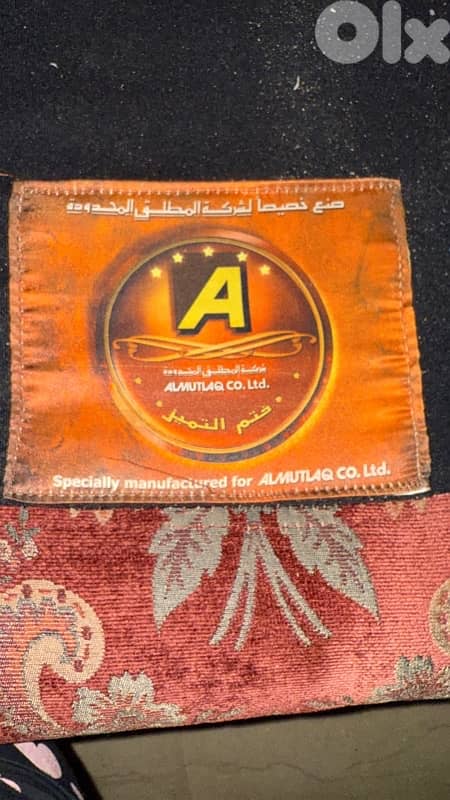 Olx
صنع خصيصا لشركة المطلق المحدودة
A
شركة المطلق المحدودة
ALMUTLAQ CO. Ltd.
ختم التميز
Specially manufactured for ALMUTLAQ CO. Ltd.